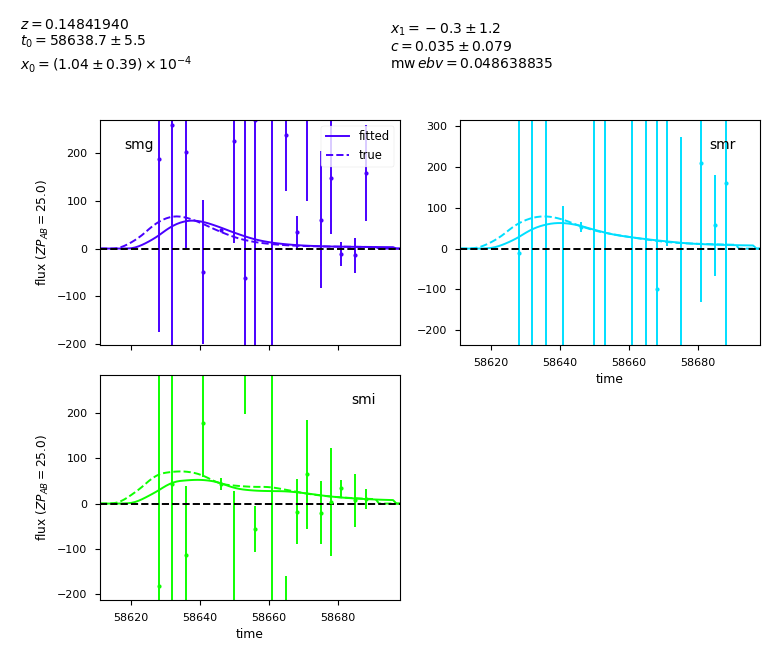 z = 0.14841940
t0 = 58638.7 ± 5.5
x0 = (1.04 ± 0.39) × 10^−4
x1 = −0.3 ± 1.2
c = 0.035 ± 0.079
mw ebv = 0.048638835
smg
fitted
true
200
100
0
−100
−200
flux (ZP_AB = 25.0)
smr
300
200
100
0
−100
−200
58620 58640 58660 58680
time
smi
200
100
0
−100
−200
flux (ZP_AB = 25.0)
58620 58640 58660 58680
time